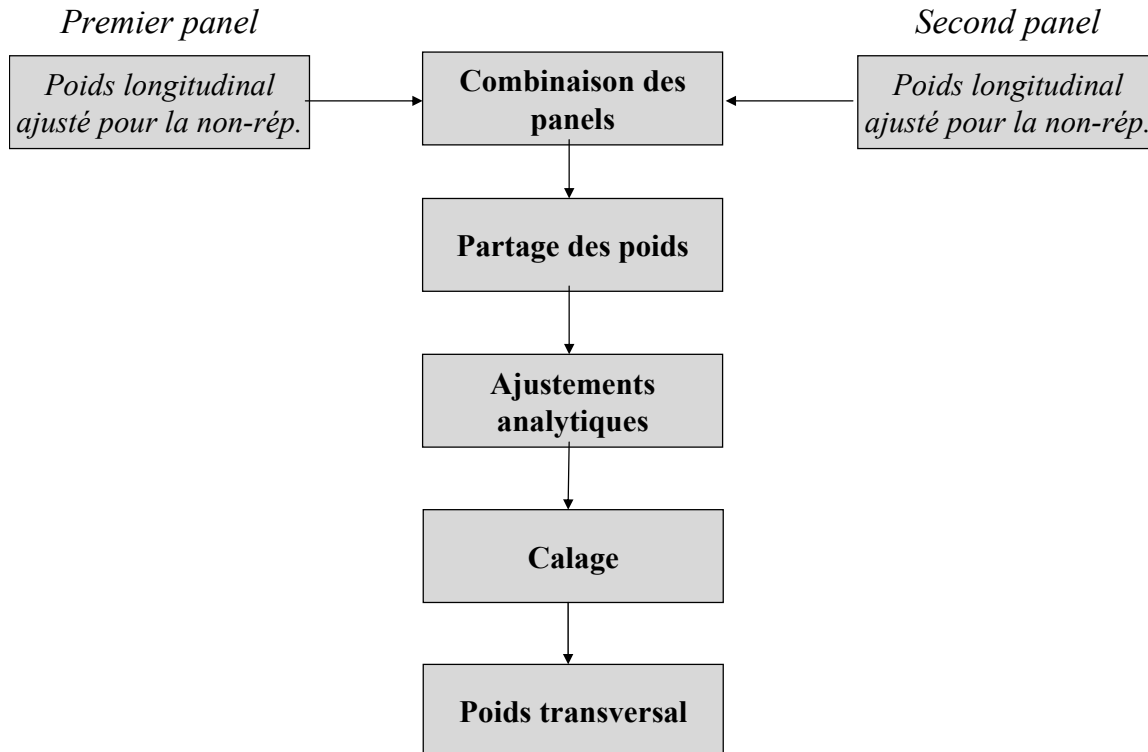 Premier panel
Second panel
Poids longitudinal
ajusté pour la non-rép.
Combinaison des
panels
Poids longitudinal
ajusté pour la non-rép.
Partage des poids
Ajustements
analytiques
Calage
Poids transversal